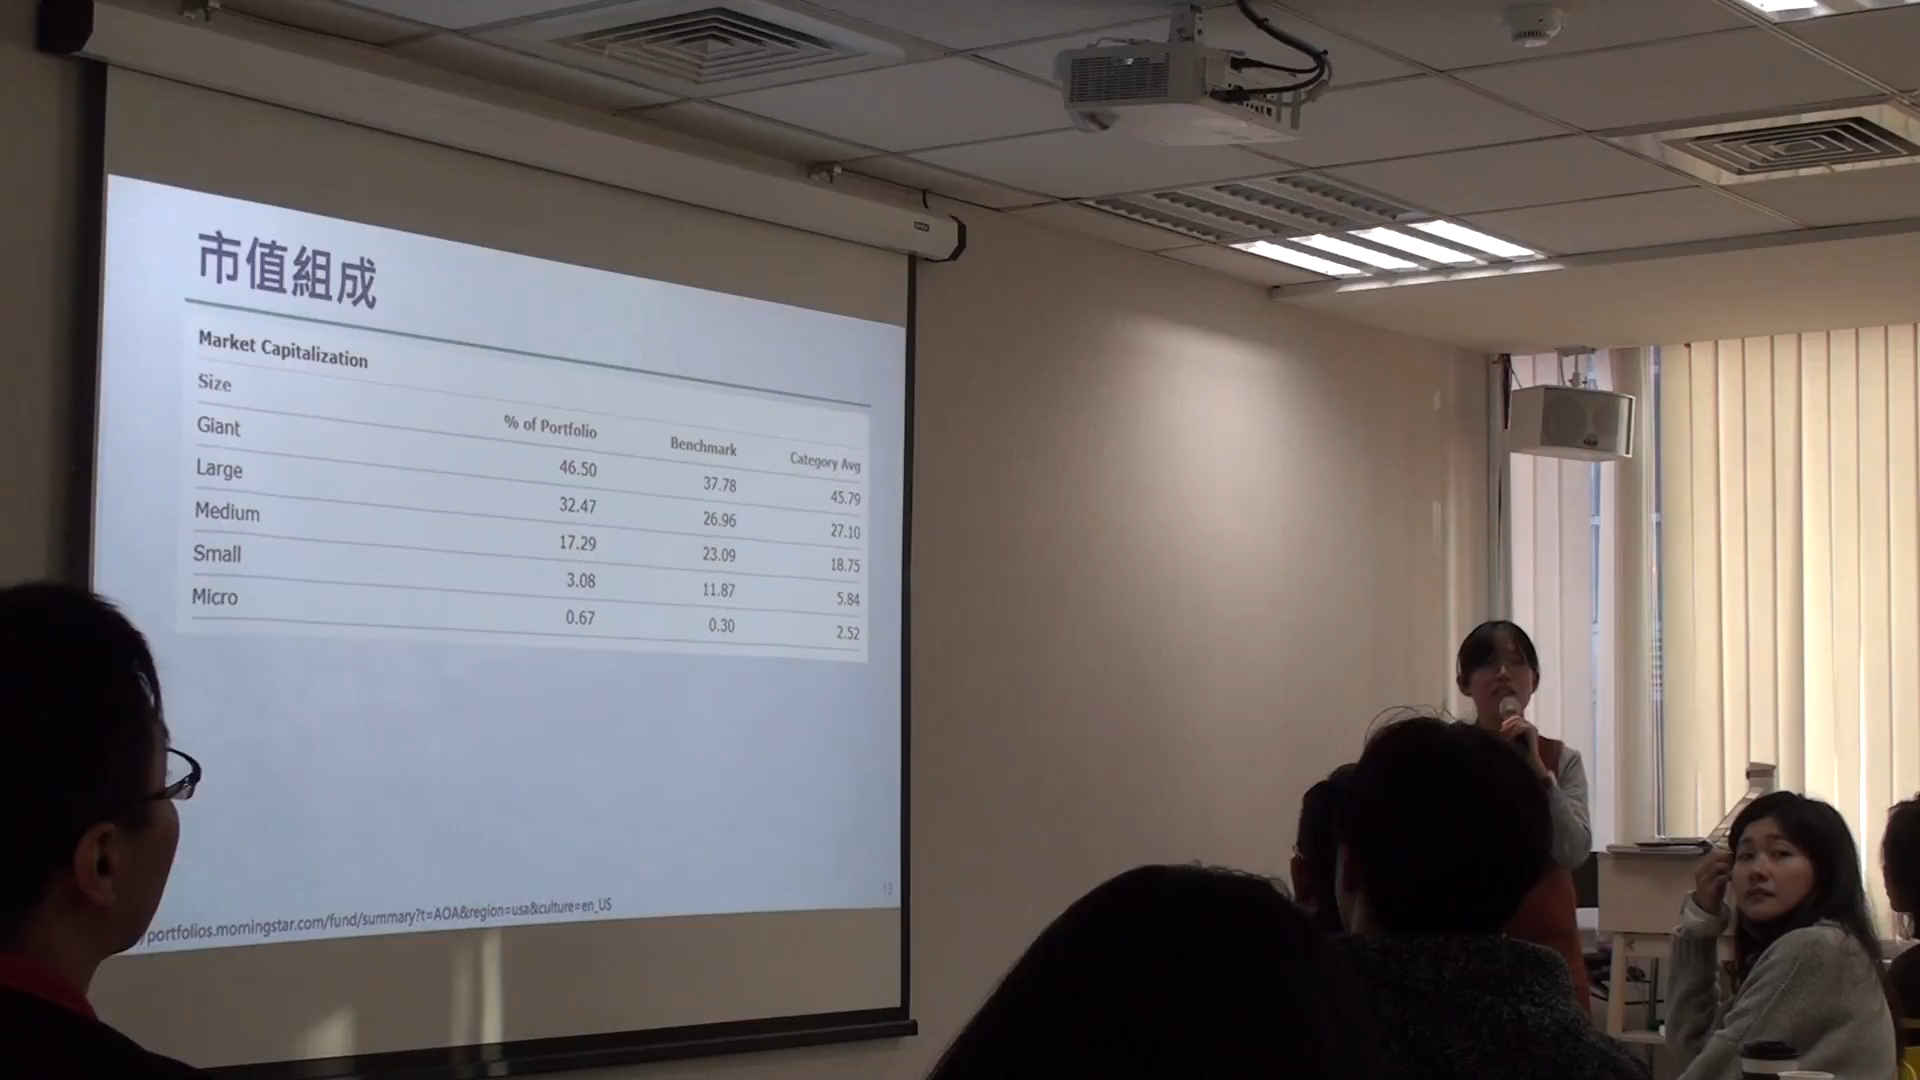 市值組成
Market Capitalization
Size % of Portfolio Benchmark Category Avg
Giant 46.50 37.78 45.79
Large 32.47 26.96 27.10
Medium 17.29 23.09 18.75
Small 3.08 11.87 5.84
Micro 0.67 0.30 2.52
13
/portfolios.morningstar.com/fund/summary?t=AOA&region=usa&culture=en_US